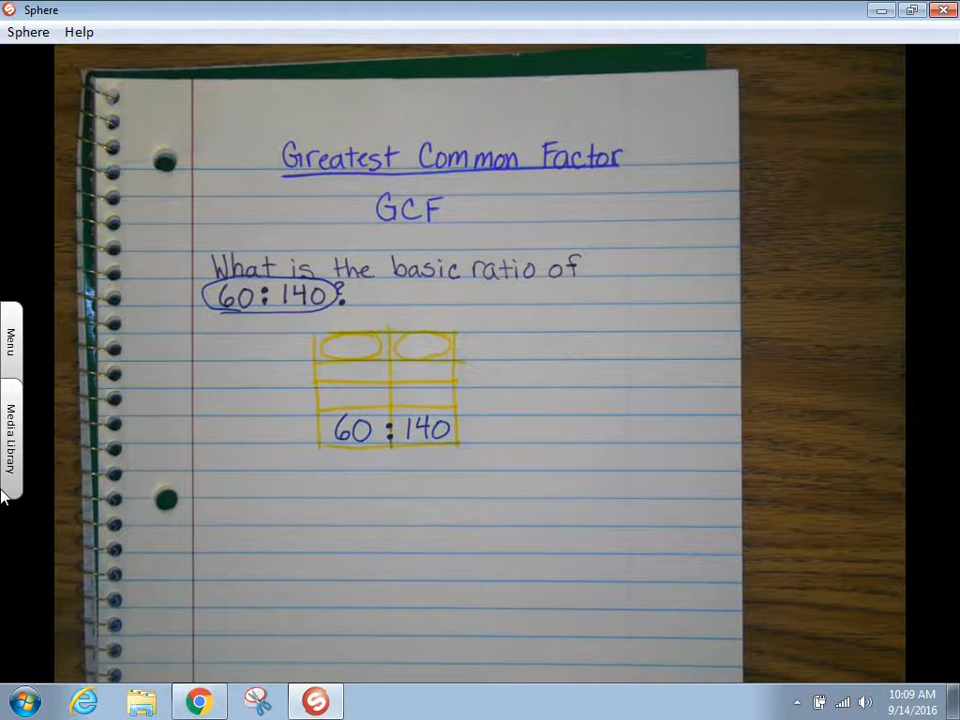 Sphere
Sphere Help
Greatest Common Factor
GCF
What is the basic ratio of
60:140?
60 : 140
Menu
Media Library
10:09 AM
9/14/2016